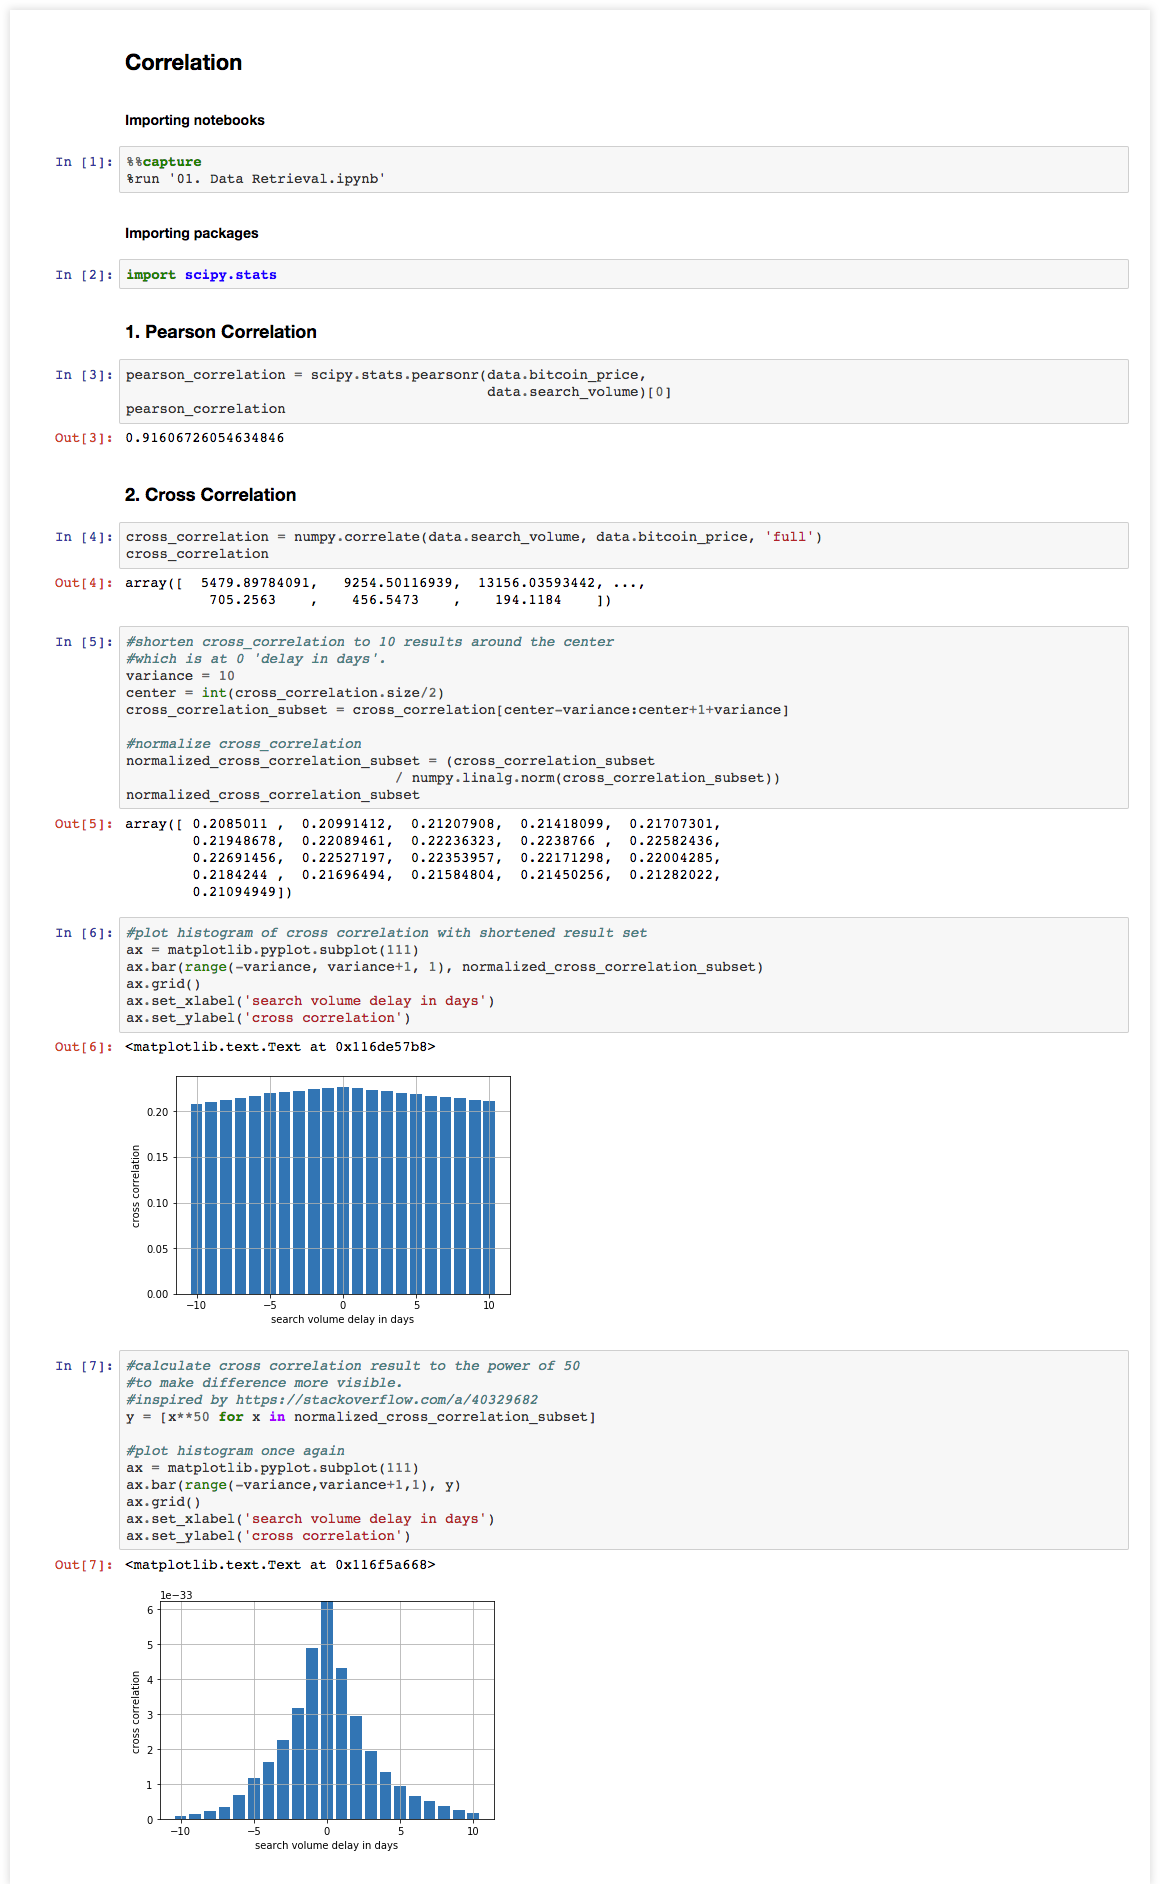 Correlation
Importing notebooks
In [1]: %%capture
%run '01. Data Retrieval.ipynb'
Importing packages
In [2]: import scipy.stats
1. Pearson Correlation
In [3]: pearson_correlation = scipy.stats.pearsonr(data.bitcoin_price,
data.search_volume)[0]
pearson_correlation
Out[3]: 0.91606726054634846
2. Cross Correlation
In [4]: cross_correlation = numpy.correlate(data.search_volume, data.bitcoin_price, 'full')
cross_correlation
Out[4]: array([  5479.89784091,   9254.50116939,  13156.03593442, ...,
705.2563    ,    456.5473    ,    194.1184    ])
In [5]: #shorten cross_correlation to 10 results around the center
#which is at 0 'delay in days'.
variance = 10
center = int(cross_correlation.size/2)
cross_correlation_subset = cross_correlation[center-variance:center+1+variance]
#normalize cross_correlation
normalized_cross_correlation_subset = (cross_correlation_subset
/ numpy.linalg.norm(cross_correlation_subset))
normalized_cross_correlation_subset
Out[5]: array([ 0.2085011 ,  0.20991412,  0.21207908,  0.21418099,  0.21707301,
0.21948678,  0.22089461,  0.22236323,  0.2238766 ,  0.22582436,
0.22691456,  0.22527197,  0.22353957,  0.22171298,  0.22004285,
0.2184244 ,  0.21696494,  0.21584804,  0.21450256,  0.21282022,
0.21094949])
In [6]: #plot histogram of cross correlation with shortened result set
ax = matplotlib.pyplot.subplot(111)
ax.bar(range(-variance, variance+1, 1), normalized_cross_correlation_subset)
ax.grid()
ax.set_xlabel('search volume delay in days')
ax.set_ylabel('cross correlation')
Out[6]: <matplotlib.text.Text at 0x116de57b8>
0.20
0.15
0.10
0.05
0.00
cross correlation
−10 −5 0 5 10
search volume delay in days
In [7]: #calculate cross correlation result to the power of 50
#to make difference more visible.
#inspired by https://stackoverflow.com/a/40329682
y = [x**50 for x in normalized_cross_correlation_subset]
#plot histogram once again
ax = matplotlib.pyplot.subplot(111)
ax.bar(range(-variance,variance+1,1), y)
ax.grid()
ax.set_xlabel('search volume delay in days')
ax.set_ylabel('cross correlation')
Out[7]: <matplotlib.text.Text at 0x116f5a668>
1e−33
6
5
4
3
2
1
0
cross correlation
−10 −5 0 5 10
search volume delay in days